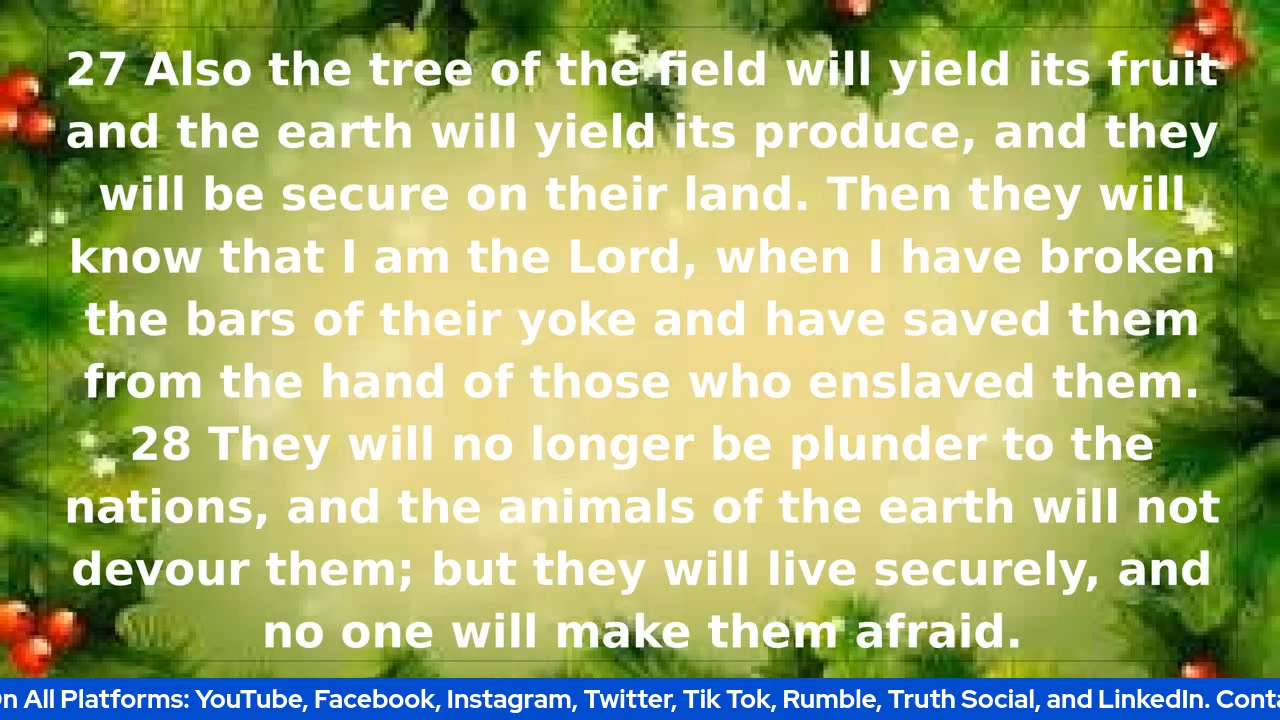 27 Also the tree of the field will yield its fruit
and the earth will yield its produce, and they
will be secure on their land. Then they will
know that I am the Lord, when I have broken
the bars of their yoke and have saved them
from the hand of those who enslaved them.
28 They will no longer be plunder to the
nations, and the animals of the earth will not
devour them; but they will live securely, and
no one will make them afraid.
All Platforms: YouTube, Facebook, Instagram, Twitter, Tik Tok, Rumble, Truth Social, and LinkedIn.